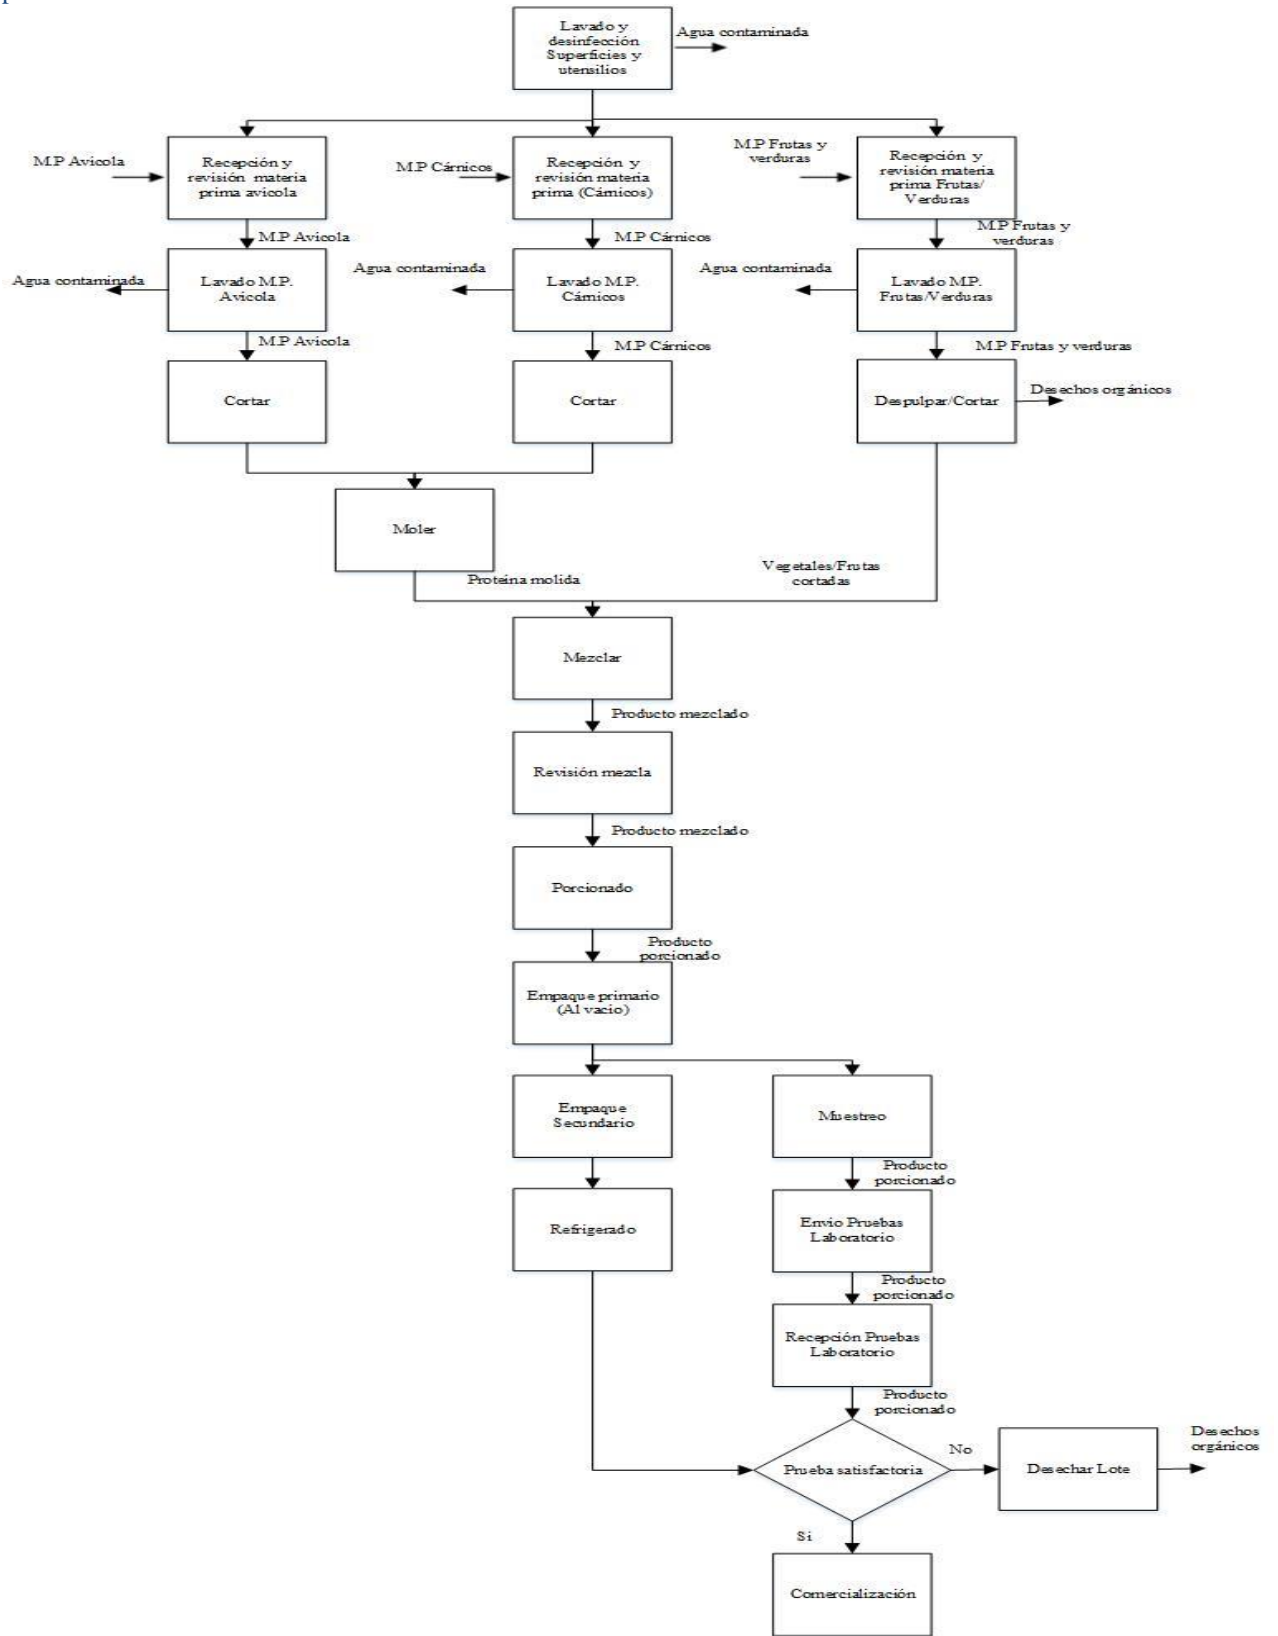 Lavado y
desinfección
Superficies y
utensilios
Agua contaminada
M.P Avicola
Recepción y
revisión materia
prima avicola
M.P Cárnicos
Recepción y
revisión materia
prima (Cárnicos)
M.P Frutas y
verduras
Recepción y
revisión materia
prima Frutas/
Verduras
M.P Avicola
M.P Cárnicos
M.P Frutas y
verduras
Agua contaminada
Lavado M.P.
Avicola
Agua contaminada
Lavado M.P.
Cárnicos
Agua contaminada
Lavado M.P.
Frutas/Verduras
M.P Avicola
M.P Cárnicos
M.P Frutas y verduras
Cortar
Cortar
Despulpar/Cortar
Desechos orgánicos
Moler
Proteína molida
Vegetales/Frutas
cortadas
Mezclar
Producto mezclado
Revisión mezcla
Producto mezclado
Porcionado
Producto
porcionado
Empaque primario
(Al vacio)
Empaque
Secundario
Muestreo
Producto
porcionado
Refrigerado
Envio Pruebas
Laboratorio
Producto
porcionado
Recepción Pruebas
Laboratorio
Producto
porcionado
Prueba satisfactoria
No
Desechar Lote
Desechos
orgánicos
Si
Comercialización